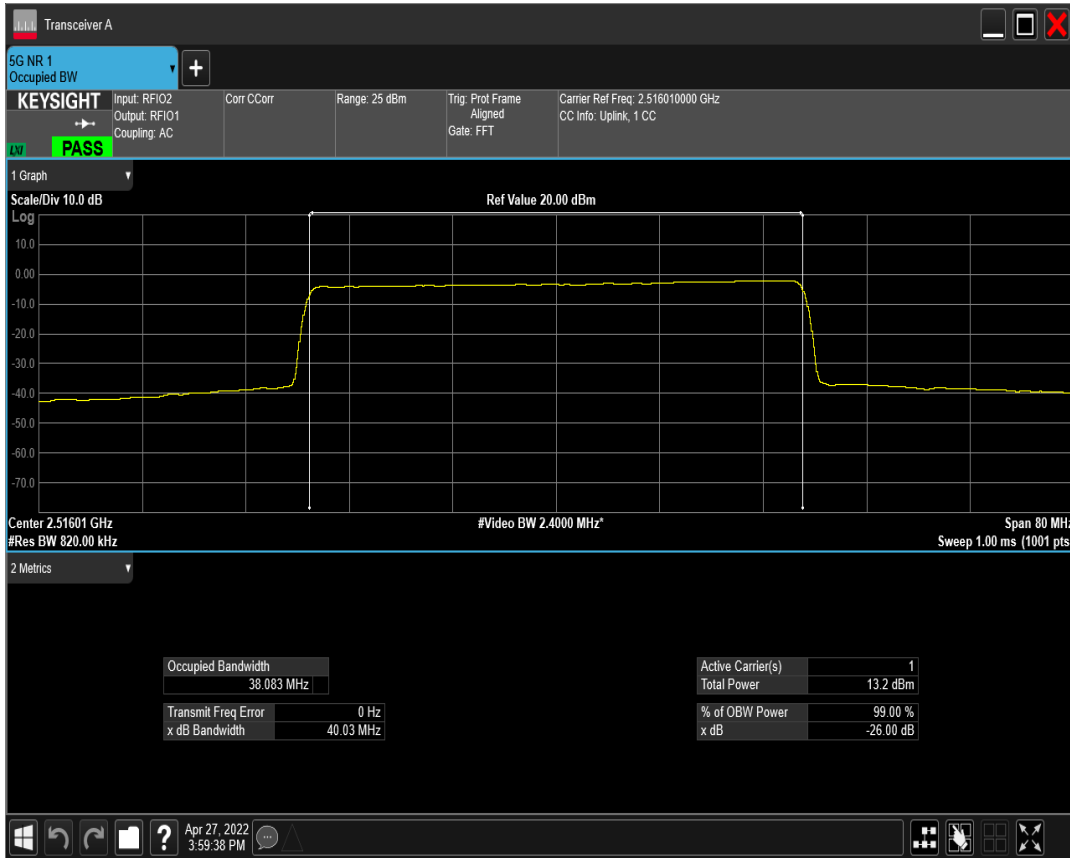 Transceiver A
5G NR 1
Occupied BW
KEYSIGHT
LXI
PASS
Input: RFIO2
Output: RFIO1
Coupling: AC
Corr CCorr
Range: 25 dBm
Trig: Prot Frame
Aligned
Gate: FFT
Carrier Ref Freq: 2.516010000 GHz
CC Info: Uplink, 1 CC
1 Graph
Scale/Div 10.0 dB
Ref Value 20.00 dBm
Log
10.0
0.00
-10.0
-20.0
-30.0
-40.0
-50.0
-60.0
-70.0
Center 2.51601 GHz
#Video BW 2.4000 MHz*
Span 80 MHz
#Res BW 820.00 kHz
Sweep 1.00 ms (1001 pts
2 Metrics
Occupied Bandwidth
38.083 MHz
Transmit Freq Error 0 Hz
x dB Bandwidth 40.03 MHz
Active Carrier(s) 1
Total Power 13.2 dBm
% of OBW Power 99.00 %
x dB -26.00 dB
Apr 27, 2022
3:59:38 PM